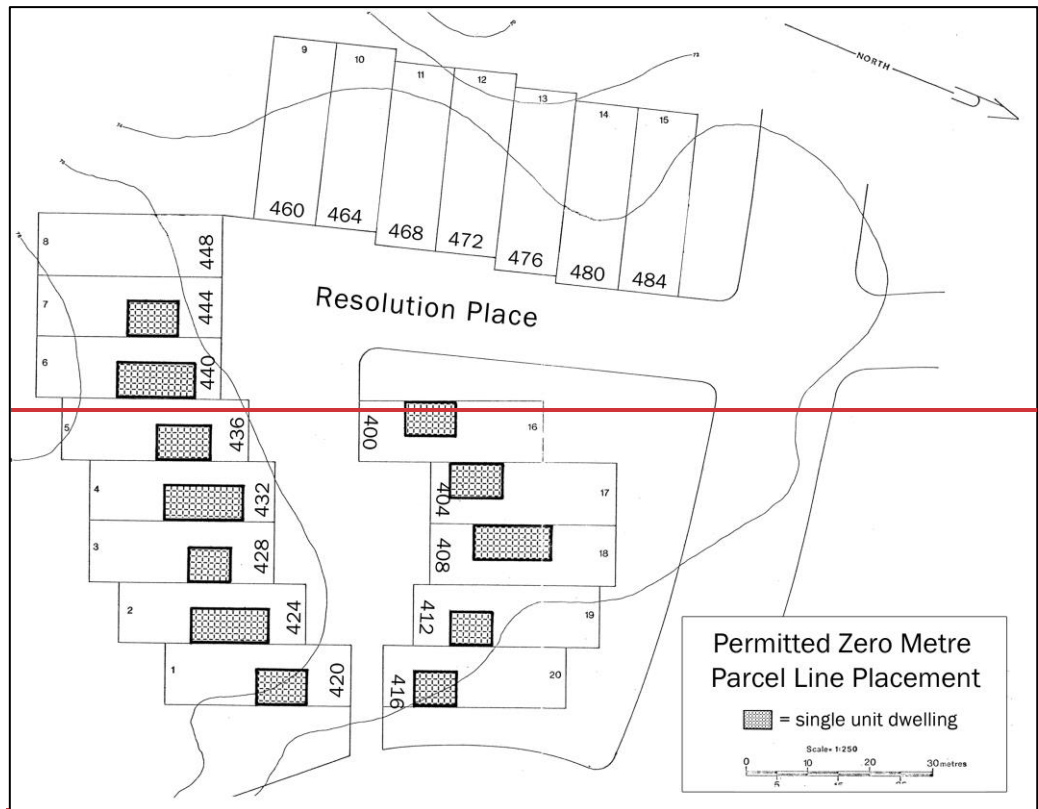 9 10 11 12 13 14 15
NORTH
460 464 468 472 476 480 484
Resolution Place
8 448
7 444
6 440
5 436
4 432
3 428
2 424
1 420
400 16
404 17
408 18
412 19
416 20
Permitted Zero Metre
Parcel Line Placement
= single unit dwelling
Scale= 1:250
0 10 20 30 metres
5 15